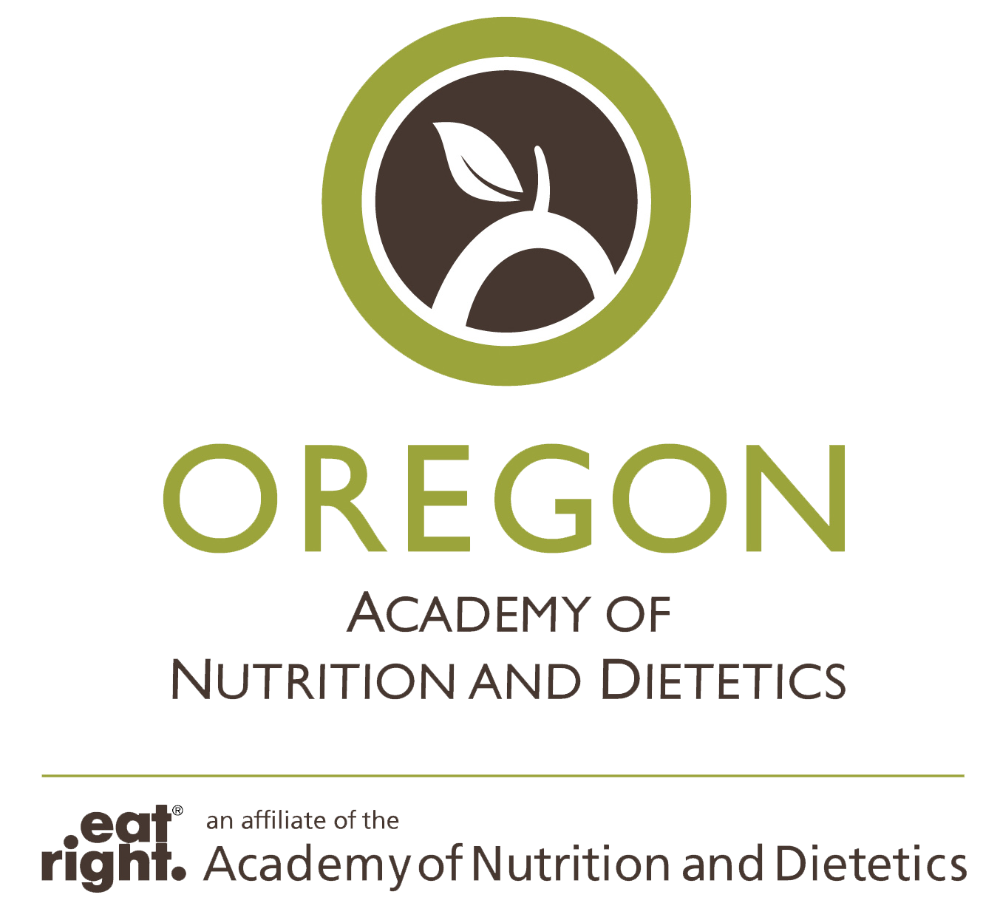 OREGON
ACADEMY OF
NUTRITION AND DIETETICS
eat®
right.
an affiliate of the
Academy of Nutrition and Dietetics